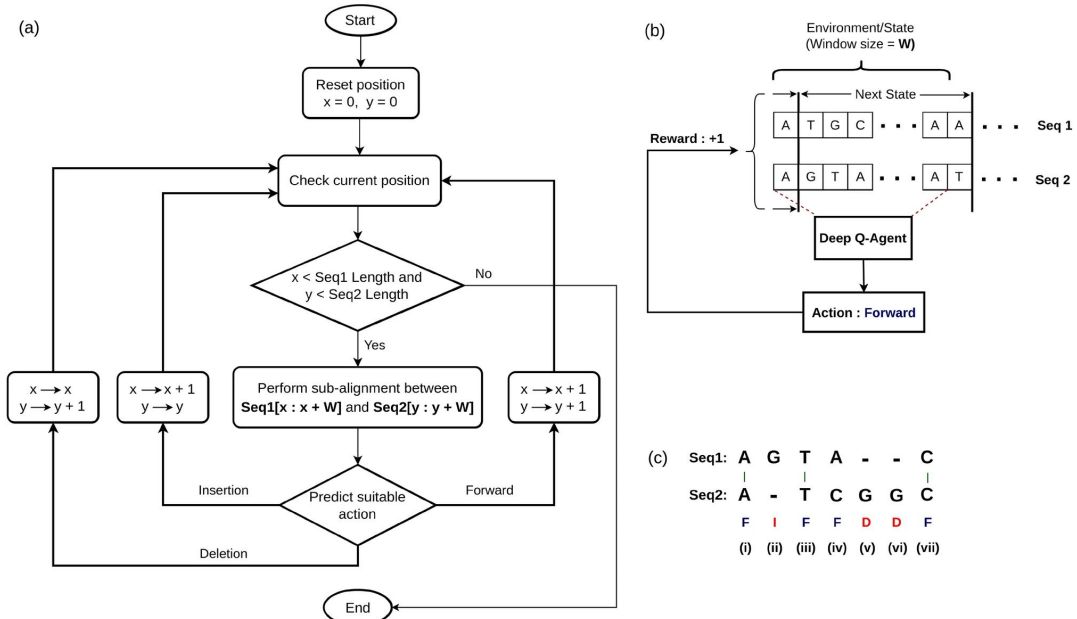 (a)
Start
Reset position
x = 0, y = 0
Check current position
x < Seq1 Length and
y < Seq2 Length
No
Yes
x → x
y → y + 1
x → x + 1
y → y
Perform sub-alignment between
Seq1[x : x + W] and Seq2[y : y + W]
x → x + 1
y → y + 1
Insertion
Predict suitable
action
Forward
Deletion
End
(b)
Environment/State
(Window size = W)
Next State
Reward : +1
A T G C · · · A A · · · Seq 1
A G T A · · · A T · · · Seq 2
Deep Q-Agent
Action : Forward
(c)
Seq1: A G T A - - C
Seq2: A - T C G G C
F I F F D D F
(i) (ii) (iii) (iv) (v) (vi) (vii)